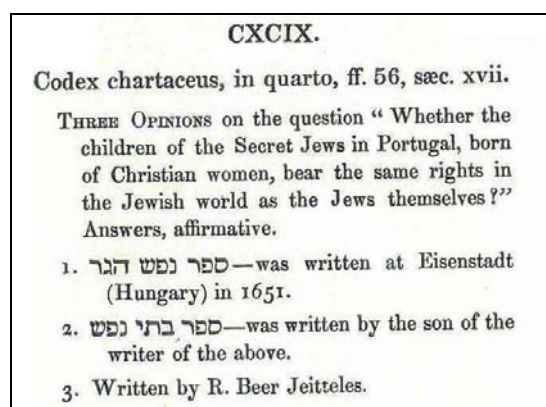 CXCIX.
Codex chartaceus, in quarto, ff. 56, sæc. xvii.
THREE OPINIONS on the question “ Whether the
children of the Secret Jews in Portugal, born
of Christian women, bear the same rights in
the Jewish world as the Jews themselves ?”
Answers, affirmative.
1. ספר נפש הגר—was written at Eisenstadt
(Hungary) in 1651.
2. ספר בתי נפש—was written by the son of the
writer of the above.
3. Written by R. Beer Jeitteles.